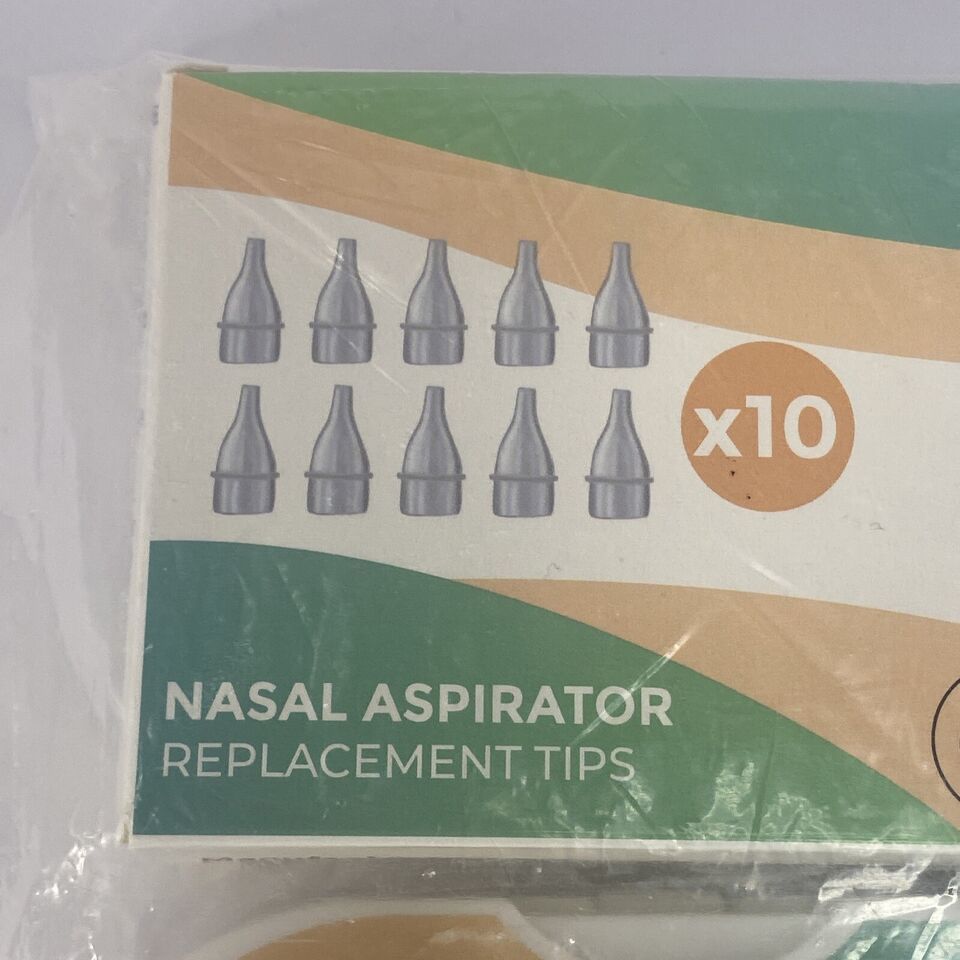 x10
NASAL ASPIRATOR
REPLACEMENT TIPS